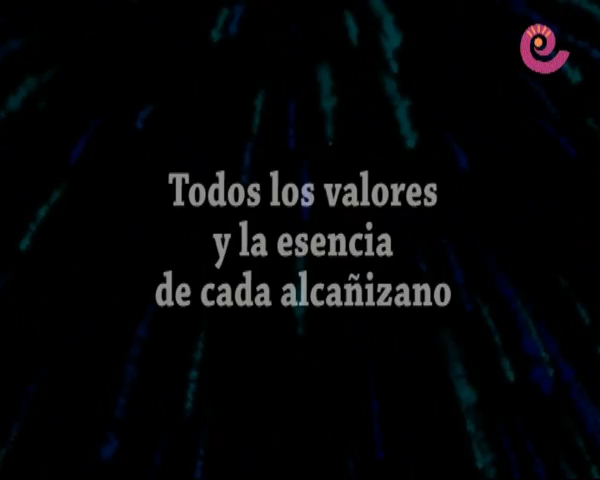 Todos los valores
y la esencia
de cada alcañizano